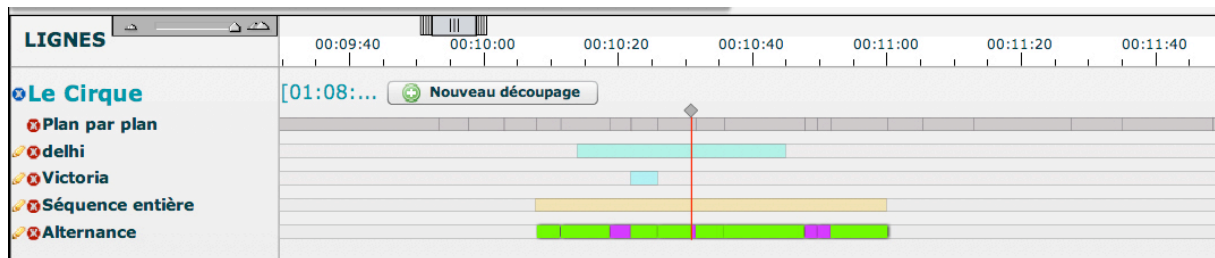 LIGNES
00:09:40 00:10:00 00:10:20 00:10:40 00:11:00 00:11:20 00:11:40
Le Cirque [01:08:... Nouveau découpage
Plan par plan
delhi
Victoria
Séquence entière
Alternance